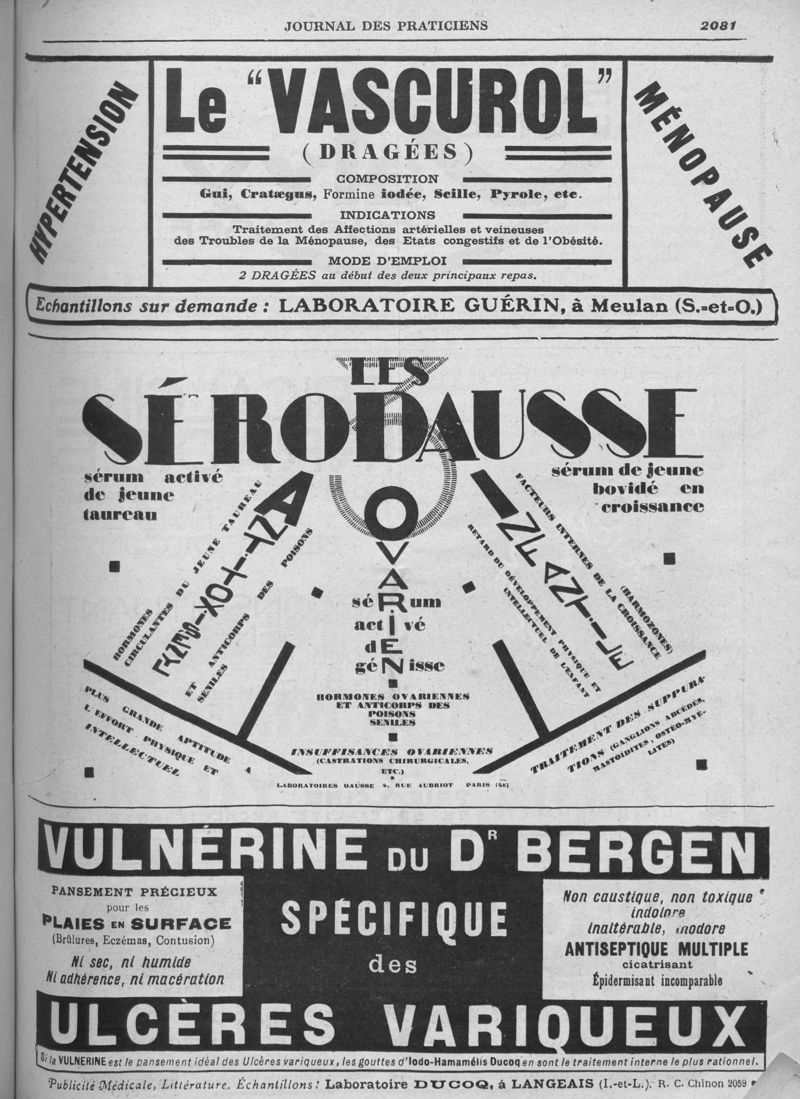 JOURNAL DES PRATICIENS 2081
HYPERTENSION
Le "VASCUROL"
(DRAGÉES)
COMPOSITION
Gui, Cratægus, Formine iodée, Scille, Pyrole, etc.
INDICATIONS
Traitement des Affections artérielles et veineuses
des Troubles de la Ménopause, des Etats congestifs et de l'Obésité.
MODE D'EMPLOI
2 DRAGÉES au début des deux principaux repas.
MÉNOPAUSE
Echantillons sur demande : LABORATOIRE GUÉRIN, à Meulan (S.=et=O.)
LES 3
SÉRODAUSSE
sérum activé
de jeune
taureau
HORMONES
CIRCULANTES DU JEUNE TAUREAU
ANTITOXI-SÉNYL
ET ANTICORPS DES POISONS
SENILES
PLUS GRANDE APTITUDE A
L'EFFORT PHYSIQUE ET
INTELLECTUEL
OVARIEN
sérum
activé
de
génisse
HORMONES OVARIENNES
ET ANTICORPS DES
POISONS
SENILES
INSUFFISANCES OVARIENNES
(CASTRATIONS CHIRURGICALES,
ETC.)
sérum de jeune
bovidé en
croissance
FACTEURS INTERNES DE LA CROISSANCE
(HARMOZONES)
INFANTILE
RETARD DU DÉVELOPPEMENT PHYSIQUE ET
INTELLECTUEL DE L'ENFANT
TRAITEMENT DES SUPPURA-
TIONS (GANGLIONS ABCÉDÉS,
MASTOIDITES, OSTÉO-MYÉ-
LITES)
LABORATOIRES DAUSSE 4, RUE AUBRIOT PARIS (4e)
VULNÉRINE DU DR BERGEN
PANSEMENT PRÉCIEUX
pour les
PLAIES EN SURFACE
(Brûlures, Eczémas, Contusion)
Ni sec, ni humide
Ni adhérence, ni macération
SPÉCIFIQUE
des
Non caustique, non toxique
indolore
inaltérable, inodore
ANTISEPTIQUE MULTIPLE
cicatrisant
Épidermisant incomparable
ULCÈRES VARIQUEUX
Si la VULNERINE est le pansement idéal des Ulcères variqueux, les gouttes d'Iodo-Hamamélis Ducoq en sont le traitement interne le plus rationnel.
Publicité Médicale, Littérature, Échantillons : Laboratoire DUCOQ, à LANGEAIS (I.-et-L.). R. C. Chinon 2059